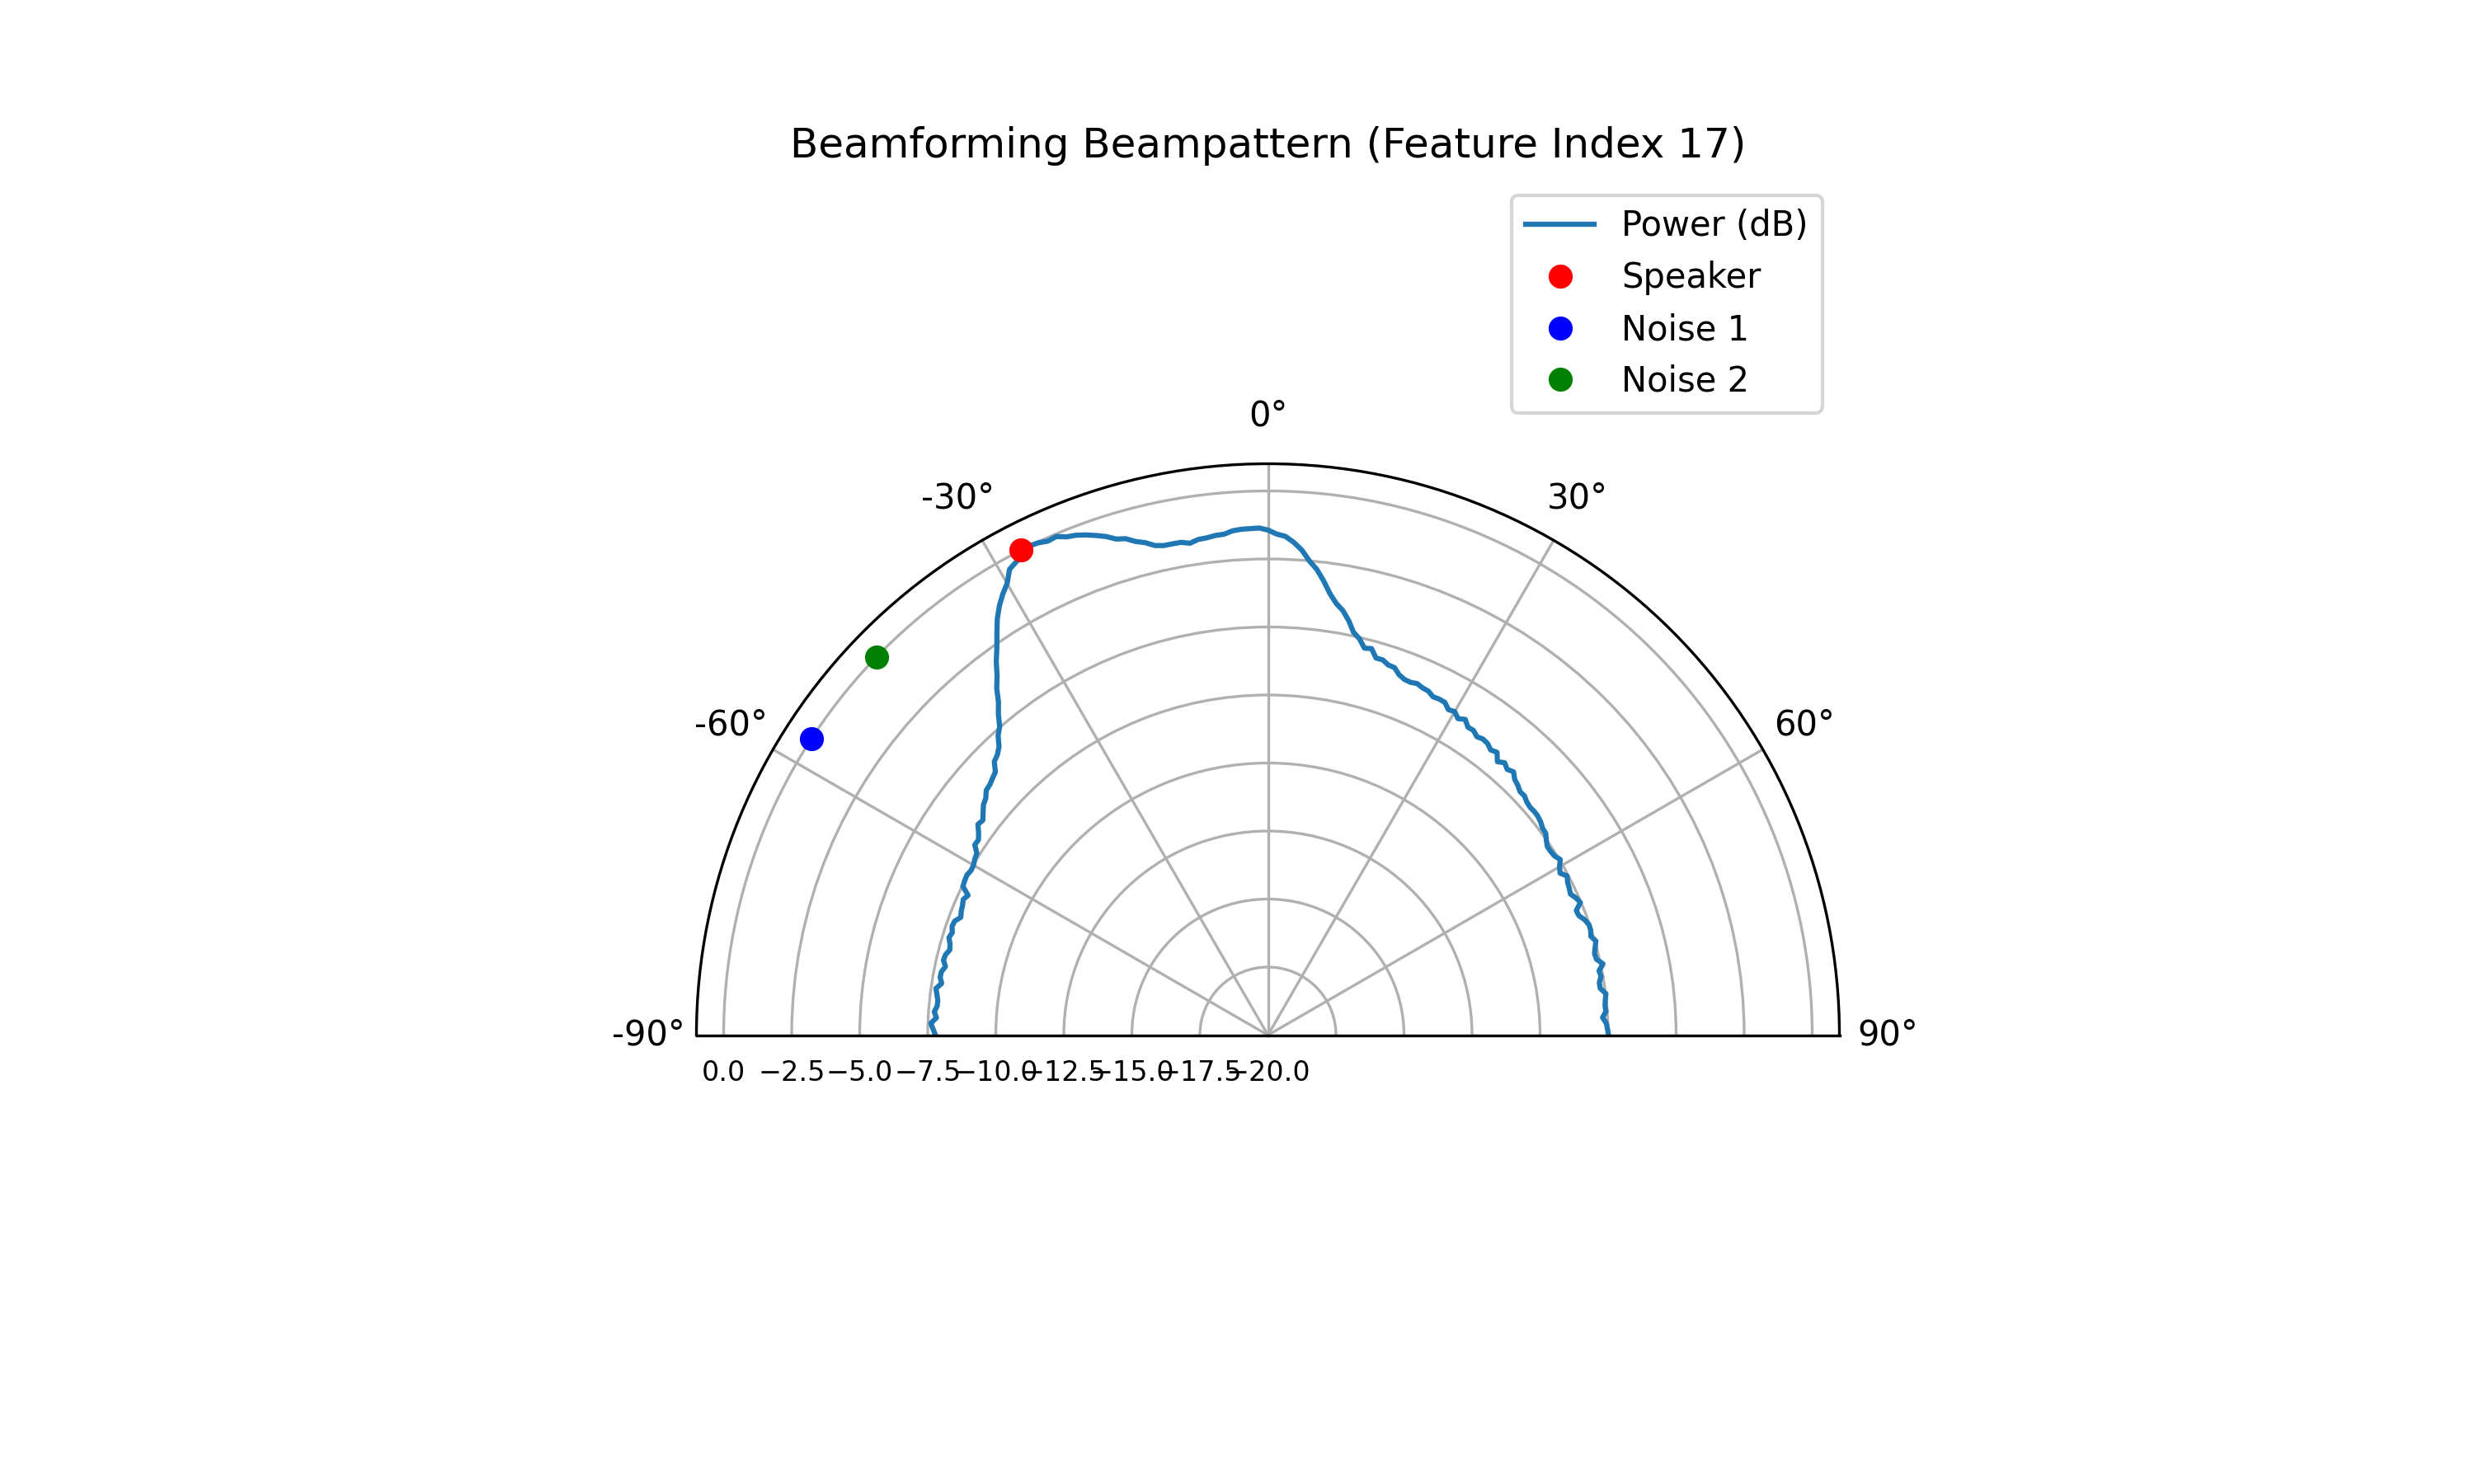 Beamforming Beampattern (Feature Index 17)
Power (dB)
Speaker
Noise 1
Noise 2
0°
-30°
30°
-60°
60°
-90°
90°
0.0 −2.5 −5.0 −7.5 −10.0 −12.5 −15.0 −17.5 −20.0